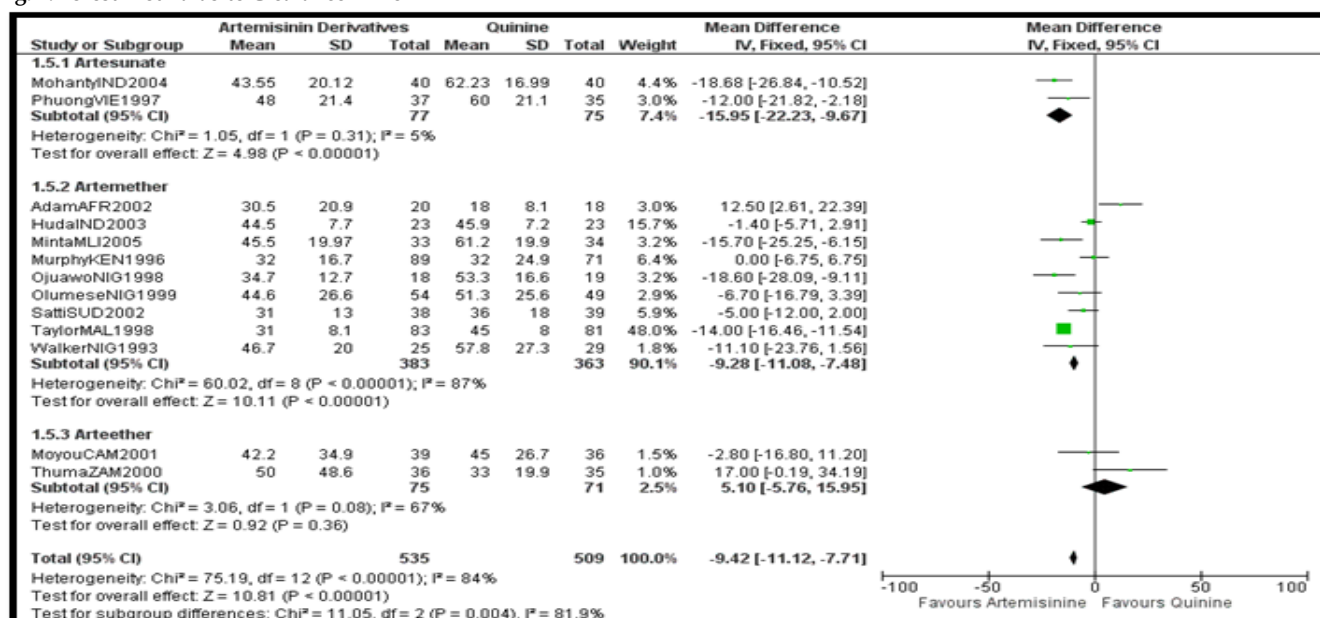 Artemisinin Derivatives Quinine Mean Difference Mean Difference
Study or Subgroup Mean SD Total Mean SD Total Weight IV, Fixed, 95% CI IV, Fixed, 95% CI
1.5.1 Artesunate
MohantyIND2004 43.55 20.12 40 62.23 16.99 40 4.4% -18.68 [-26.84, -10.52]
PhuongVIE1997 48 21.4 37 60 21.1 35 3.0% -12.00 [-21.82, -2.18]
Subtotal (95% CI) 77 75 7.4% -15.95 [-22.23, -9.67]
Heterogeneity: Chi² = 1.05, df = 1 (P = 0.31); I² = 5%
Test for overall effect: Z = 4.98 (P < 0.00001)
1.5.2 Artemether
AdamAFR2002 30.5 20.9 20 18 8.1 18 3.0% 12.50 [2.61, 22.39]
HudaIND2003 44.5 7.7 23 45.9 7.2 23 15.7% -1.40 [-5.71, 2.91]
MintaMLI2005 45.5 19.97 33 61.2 19.9 34 3.2% -15.70 [-25.25, -6.15]
MurphyKEN1996 32 16.7 89 32 24.9 71 6.4% 0.00 [-6.75, 6.75]
OjuawoNIG1998 34.7 12.7 18 53.3 16.6 19 3.2% -18.60 [-28.09, -9.11]
OlumeseNIG1999 44.6 26.6 54 51.3 25.6 49 2.9% -6.70 [-16.79, 3.39]
SattiSUD2002 31 13 38 36 18 39 5.9% -5.00 [-12.00, 2.00]
TaylorMAL1998 31 8.1 83 45 8 81 48.0% -14.00 [-16.46, -11.54]
WalkerNIG1993 46.7 20 25 57.8 27.3 29 1.8% -11.10 [-23.76, 1.56]
Subtotal (95% CI) 383 363 90.1% -9.28 [-11.08, -7.48]
Heterogeneity: Chi² = 60.02, df = 8 (P < 0.00001); I² = 87%
Test for overall effect: Z = 10.11 (P < 0.00001)
1.5.3 Arteether
MoyouCAM2001 42.2 34.9 39 45 26.7 36 1.5% -2.80 [-16.80, 11.20]
ThumaZAM2000 50 48.6 36 33 19.9 35 1.0% 17.00 [-0.19, 34.19]
Subtotal (95% CI) 75 71 2.5% 5.10 [-5.76, 15.95]
Heterogeneity: Chi² = 3.06, df = 1 (P = 0.08); I² = 67%
Test for overall effect: Z = 0.92 (P = 0.36)
Total (95% CI) 535 509 100.0% -9.42 [-11.12, -7.71]
Heterogeneity: Chi² = 75.19, df = 12 (P < 0.00001); I² = 84%
Test for overall effect: Z = 10.81 (P < 0.00001)
Test for subgroup differences: Chi² = 11.05, df = 2 (P = 0.004), I² = 81.9%
-100 -50 0 50 100
Favours Artemisinine Favours Quinine